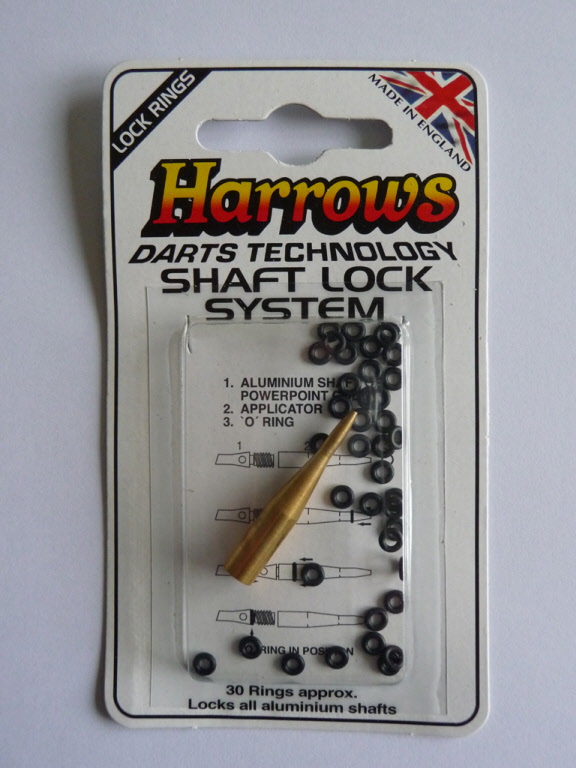 LOCK RINGS
MADE IN ENGLAND
Harrows
DARTS TECHNOLOGY
SHAFT LOCK
SYSTEM
1. ALUMINIUM
POWERPOINT
2. APPLICATOR
3. `O´ RING
1
RING IN POSITION
30 Rings approx.
Locks all aluminium shafts